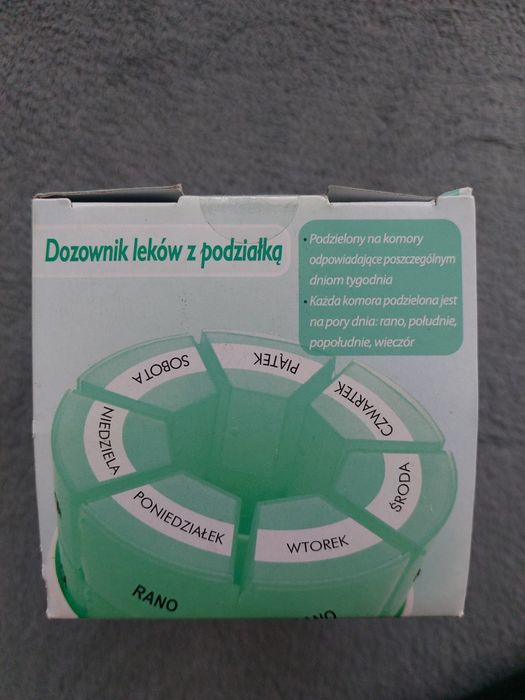 Dozownik leków z podziałką
• Podzielony na komory
odpowiadające poszczególnym
dniom tygodnia
• Każda komora podzielona jest
na pory dnia: rano, południe,
popołudnie, wieczór
SOBOTA
PIĄTEK
CZWARTEK
NIEDZIELA
ŚRODA
PONIEDZIAŁEK
WTOREK
RANO